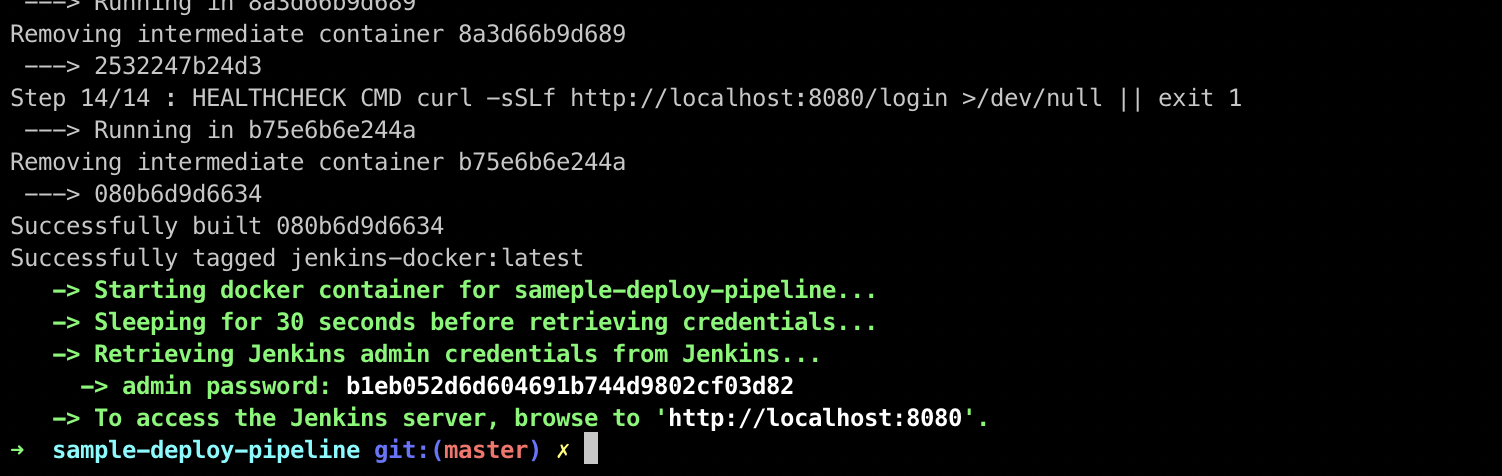 ---> Running in 8a3d66b9d689
Removing intermediate container 8a3d66b9d689
---> 2532247b24d3
Step 14/14 : HEALTHCHECK CMD curl -sSLf http://localhost:8080/login >/dev/null || exit 1
---> Running in b75e6b6e244a
Removing intermediate container b75e6b6e244a
---> 080b6d9d6634
Successfully built 080b6d9d6634
Successfully tagged jenkins-docker:latest
-> Starting docker container for sameple-deploy-pipeline...
-> Sleeping for 30 seconds before retrieving credentials...
-> Retrieving Jenkins admin credentials from Jenkins...
-> admin password: b1eb052d6d604691b744d9802cf03d82
-> To access the Jenkins server, browse to 'http://localhost:8080'.
➜ sample-deploy-pipeline git:(master) ✗